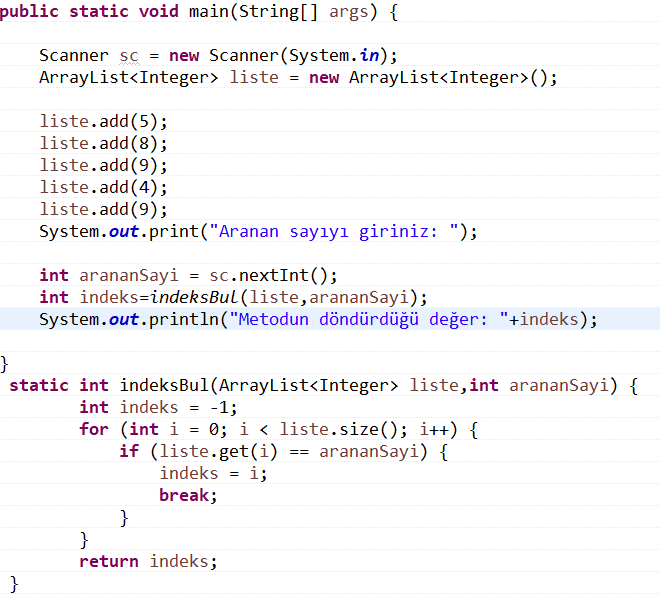 public static void main(String[] args) {
Scanner sc = new Scanner(System.in);
ArrayList<Integer> liste = new ArrayList<Integer>();
liste.add(5);
liste.add(8);
liste.add(9);
liste.add(4);
liste.add(9);
System.out.print("Aranan sayıyı giriniz: ");
int arananSayi = sc.nextInt();
int indeks=indeksBul(liste,arananSayi);
System.out.println("Metodun döndürdüğü değer: "+indeks);
}
static int indeksBul(ArrayList<Integer> liste,int arananSayi) {
int indeks = -1;
for (int i = 0; i < liste.size(); i++) {
if (liste.get(i) == arananSayi) {
indeks = i;
break;
}
}
return indeks;
}